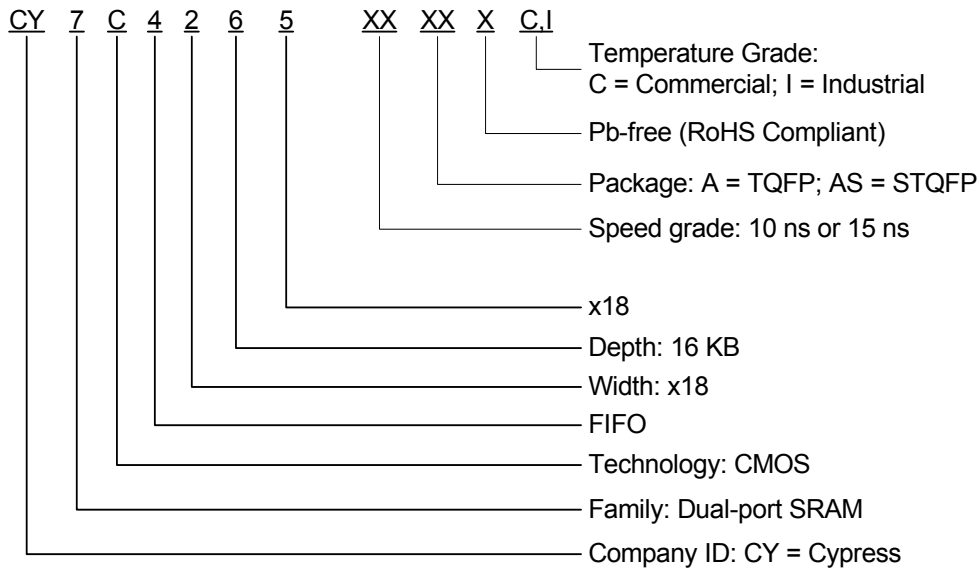 CY 7 C 4 2 6 5 XX XX X C,I
Temperature Grade:
C = Commercial; I = Industrial
Pb-free (RoHS Compliant)
Package: A = TQFP; AS = STQFP
Speed grade: 10 ns or 15 ns
x18
Depth: 16 KB
Width: x18
FIFO
Technology: CMOS
Family: Dual-port SRAM
Company ID: CY = Cypress